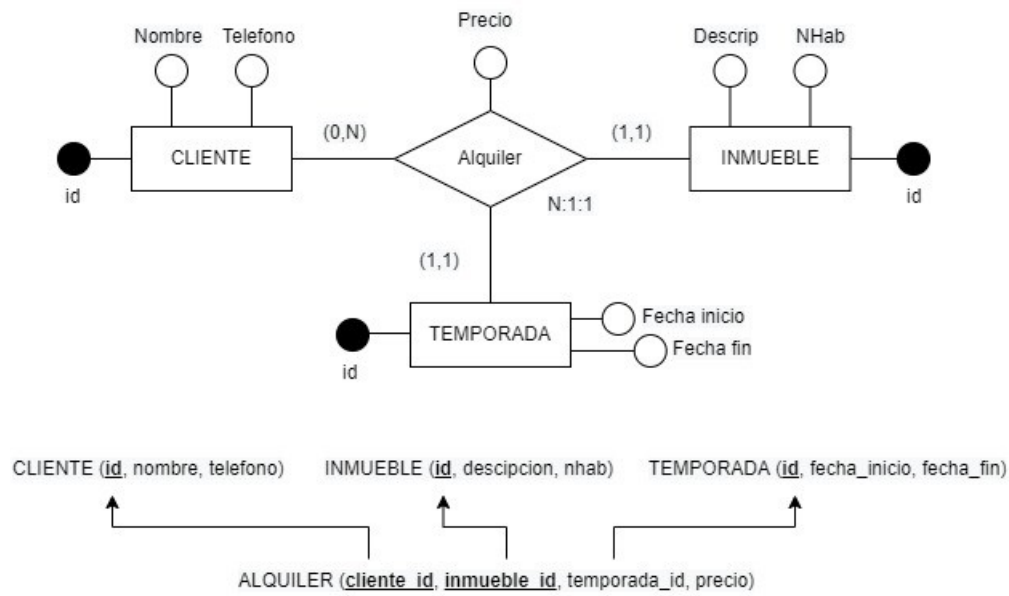 Precio
Nombre Telefono
Descrip NHab
(0,N)
(1,1)
CLIENTE
Alquiler
INMUEBLE
id
id
N:1:1
(1,1)
Fecha inicio
TEMPORADA
Fecha fin
id
CLIENTE (id, nombre, telefono)
INMUEBLE (id, descipcion, nhab)
TEMPORADA (id, fecha_inicio, fecha_fin)
ALQUILER (cliente_id, inmueble_id, temporada_id, precio)